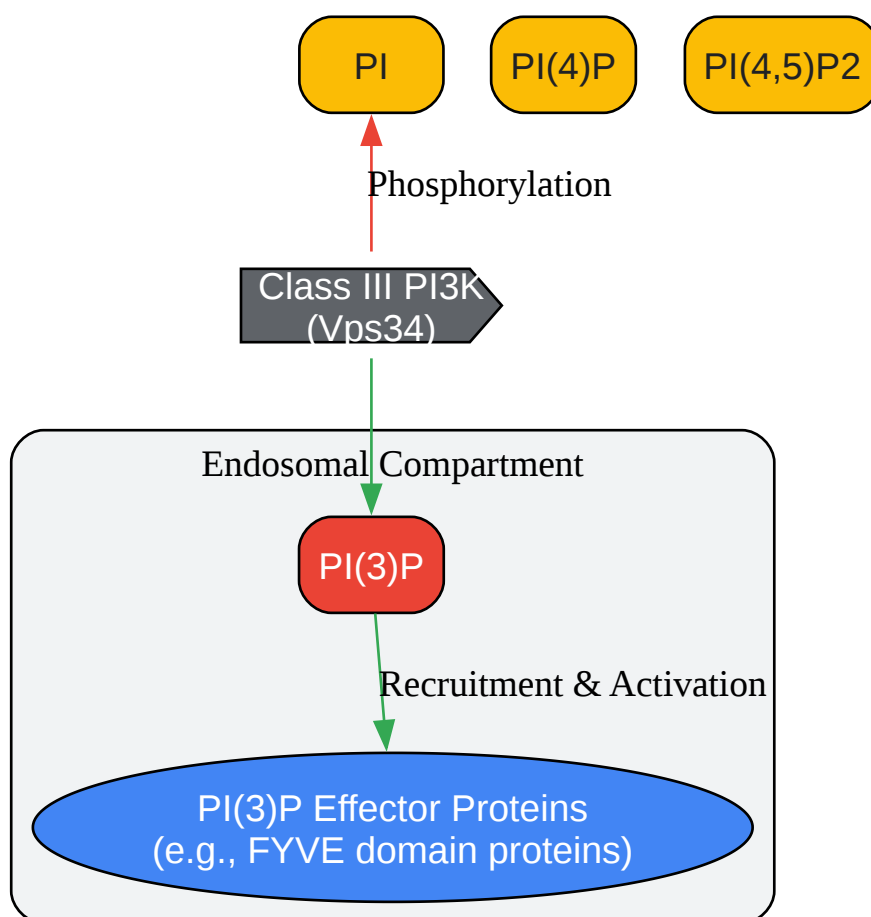 PI
PI(4)P
PI(4,5)P2
Phosphorylation
Class III PI3K
(Vps34)
Endosomal Compartment
PI(3)P
Recruitment & Activation
PI(3)P Effector Proteins
(e.g., FYVE domain proteins)